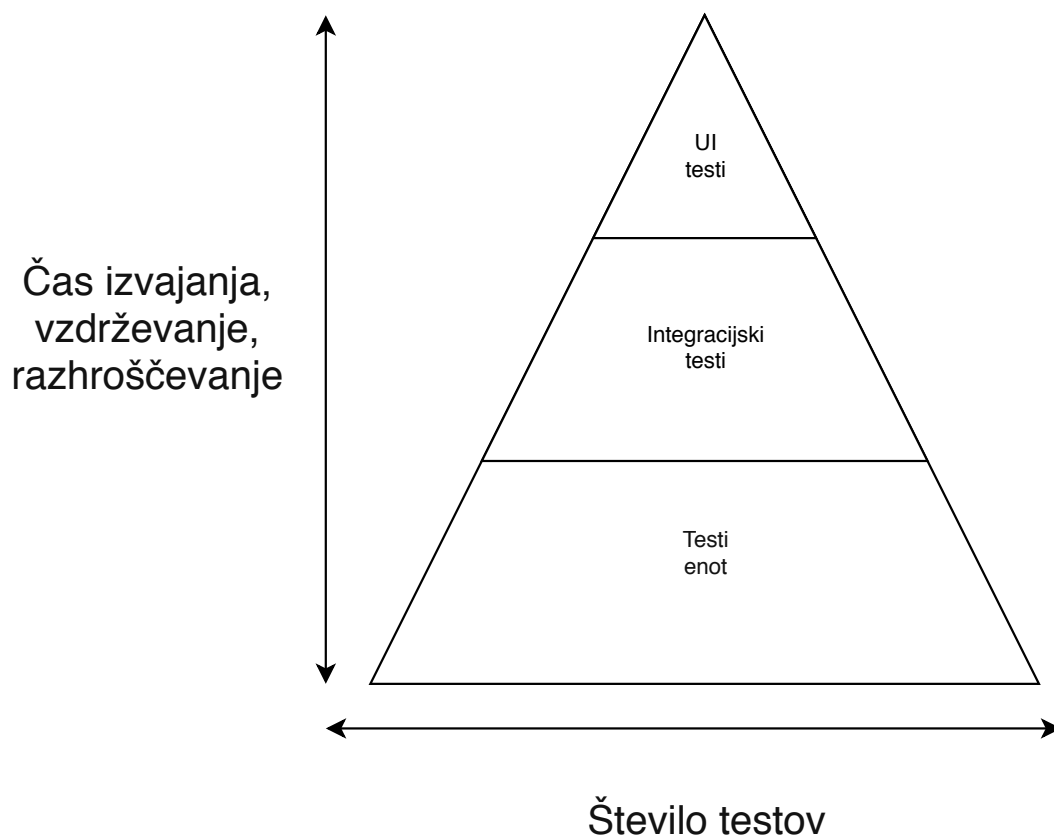 UI
testi
Čas izvajanja,
vzdrževanje,
razhroščevanje
Integracijski
testi
Testi
enot
Število testov